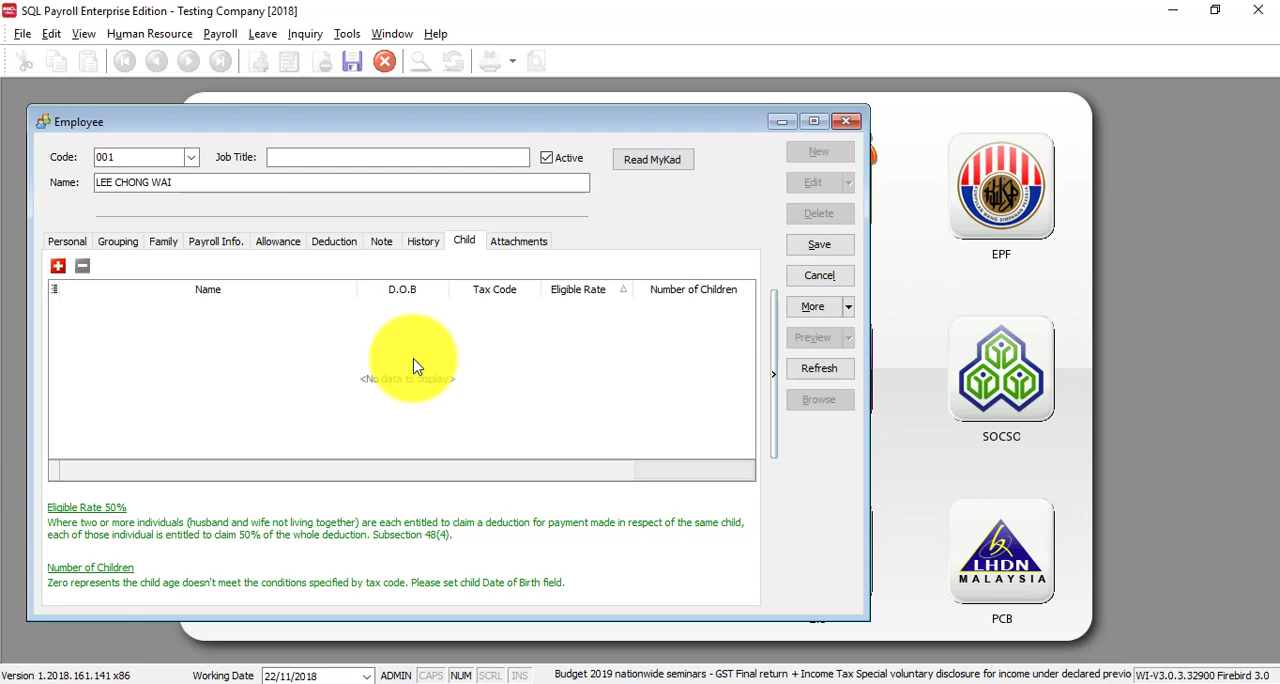 SQL Payroll Enterprise Edition - Testing Company [2018]
File Edit View Human Resource Payroll Leave Inquiry Tools Window Help
Employee
Code: 001 Job Title: Active Read MyKad
Name: LEE CHONG WAI
New
Edit
Delete
Save
Cancel
More
Preview
Refresh
Browse
Personal Grouping Family Payroll Info. Allowance Deduction Note History Child Attachments
Name D.O.B Tax Code Eligible Rate Number of Children
<No data to display>
Eligible Rate 50%
Where two or more individuals (husband and wife not living together) are each entitled to claim a deduction for payment made in respect of the same child,
each of those individual is entitled to claim 50% of the whole deduction. Subsection 48(4).
Number of Children
Zero represents the child age doesn't meet the conditions specified by tax code. Please set child Date of Birth field.
EPF
SOCSO
LHDN
MALAYSIA
PCB
Version 1.2018.161.141 x86 Working Date 22/11/2018 ADMIN CAPS NUM SCRL INS Budget 2019 nationwide seminars - GST Final return + Income Tax Special voluntary disclosure for income under declared previo WI-V3.0.3.32900 Firebird 3.0